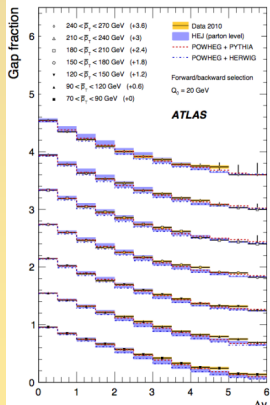 Gap fraction
240 < p̄T < 270 GeV (+3.6)
210 < p̄T < 240 GeV (+3)
180 < p̄T < 210 GeV (+2.4)
150 < p̄T < 180 GeV (+1.8)
120 < p̄T < 150 GeV (+1.2)
90 < p̄T < 120 GeV (+0.6)
70 < p̄T < 90 GeV (+0)
Data 2010
HEJ (parton level)
POWHEG + PYTHIA
POWHEG + HERWIG
Forward/backward selection
Q0 = 20 GeV
ATLAS
6
5
4
3
2
1
0
0 1 2 3 4 5 6
Δy